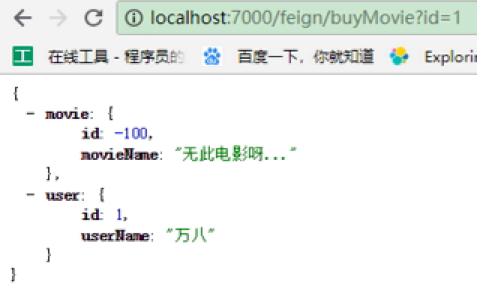 localhost:7000/feign/buyMovie?id=1
工 在线工具 - 程序员的 百度一下，你就知道 Explorin
{
- movie: {
id: -100,
movieName: "无此电影呀..."
},
- user: {
id: 1,
userName: "万八"
}
}